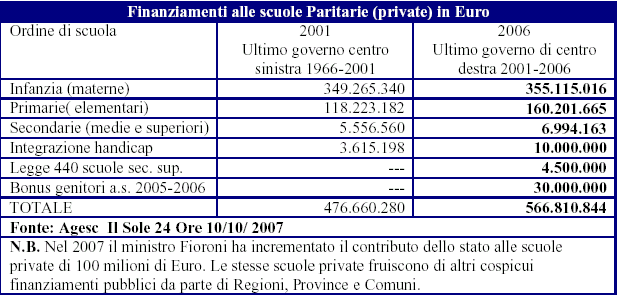 Finanziamenti alle scuole Paritarie (private) in Euro
Ordine di scuola 2001 2006
Ultimo governo centro Ultimo governo di centro
sinistra 1966-2001 destra 2001-2006
Infanzia (materne) 349.265.340 355.115.016
Primarie( elementari) 118.223.182 160.201.665
Secondarie (medie e superiori) 5.556.560 6.994.163
Integrazione handicap 3.615.198 10.000.000
Legge 440 scuole sec. sup. --- 4.500.000
Bonus genitori a.s. 2005-2006 --- 30.000.000
TOTALE 476.660.280 566.810.844
Fonte: Agesc Il Sole 24 Ore 10/10/ 2007
N.B. Nel 2007 il ministro Fioroni ha incrementato il contributo dello stato alle scuole
private di 100 milioni di Euro. Le stesse scuole private fruiscono di altri cospicui
finanziamenti pubblici da parte di Regioni, Province e Comuni.